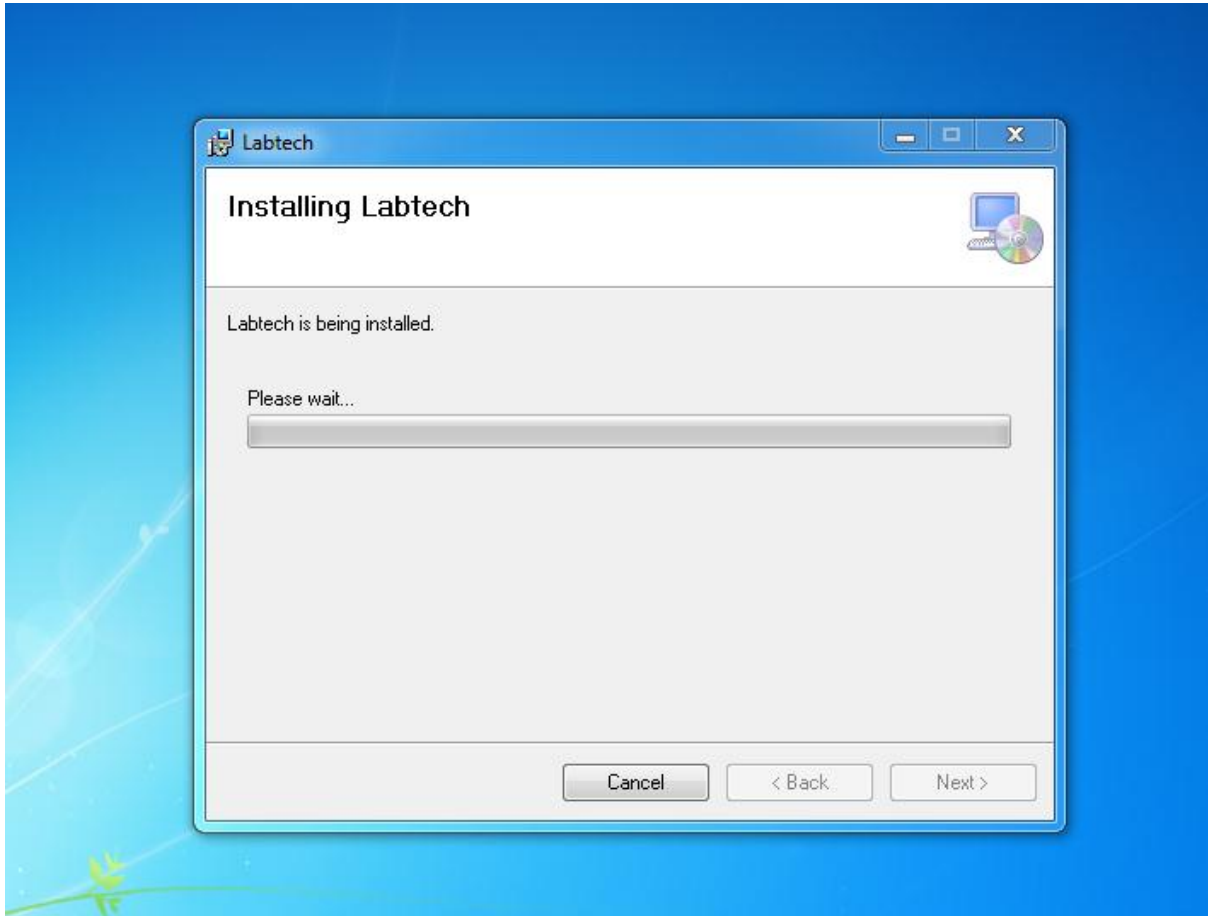 Labtech
Installing Labtech
Labtech is being installed.
Please wait...
Cancel < Back Next >